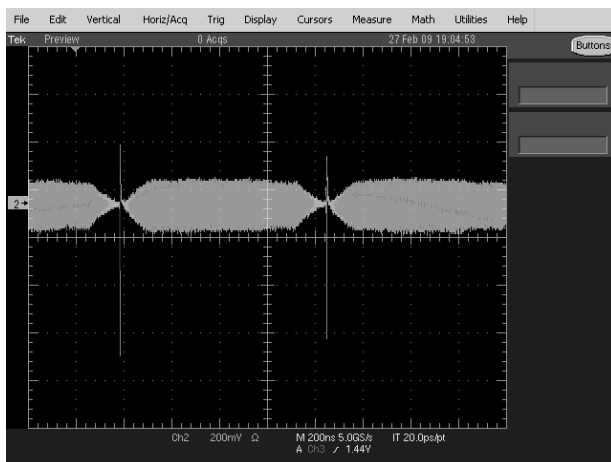 File Edit Vertical Horiz/Acq Trig Display Cursors Measure Math Utilities Help
Tek Preview 0 Acqs 27 Feb 09 19:04:53
Buttons
2
Ch2 200mV Ω M 200ns 5.0GS/s IT 20.0ps/pt
A Ch3 ∕ 1.44V